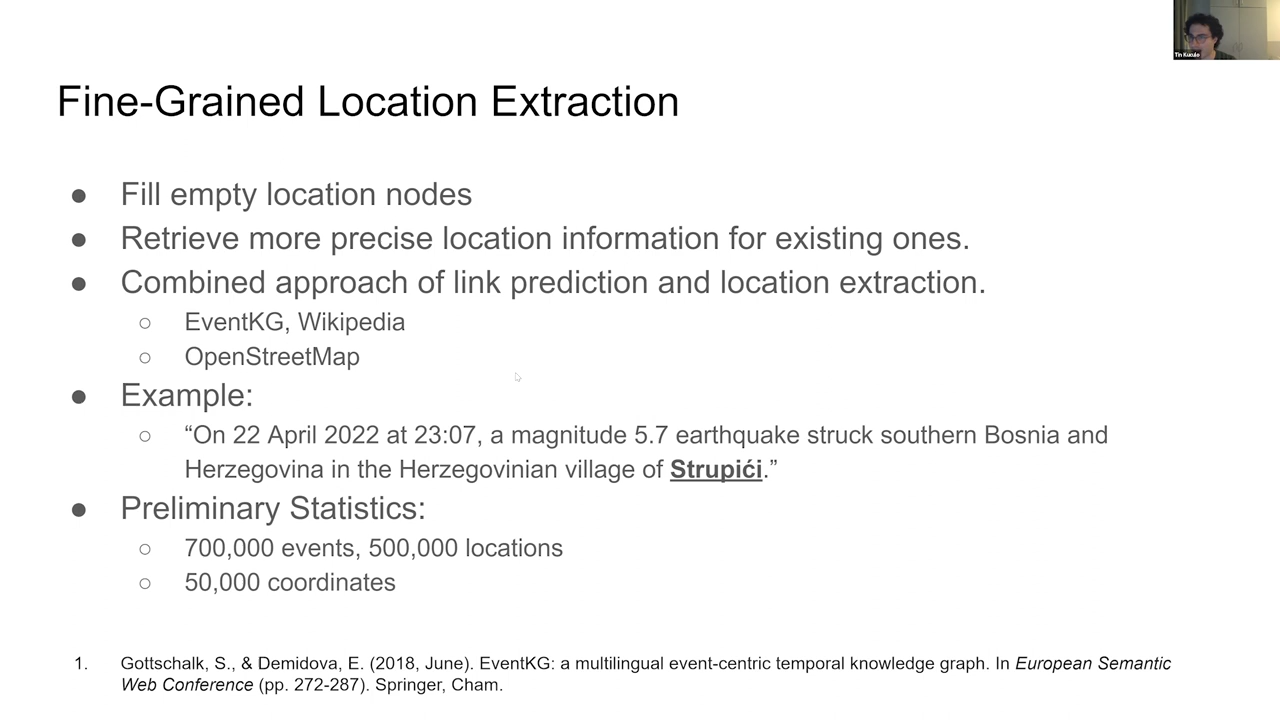 Tin Kuculo
Fine-Grained Location Extraction
● Fill empty location nodes
● Retrieve more precise location information for existing ones.
● Combined approach of link prediction and location extraction.
○ EventKG, Wikipedia
○ OpenStreetMap
● Example:
○ “On 22 April 2022 at 23:07, a magnitude 5.7 earthquake struck southern Bosnia and
Herzegovina in the Herzegovinian village of Strupići.”
● Preliminary Statistics:
○ 700,000 events, 500,000 locations
○ 50,000 coordinates
1. Gottschalk, S., & Demidova, E. (2018, June). EventKG: a multilingual event-centric temporal knowledge graph. In European Semantic
Web Conference (pp. 272-287). Springer, Cham.